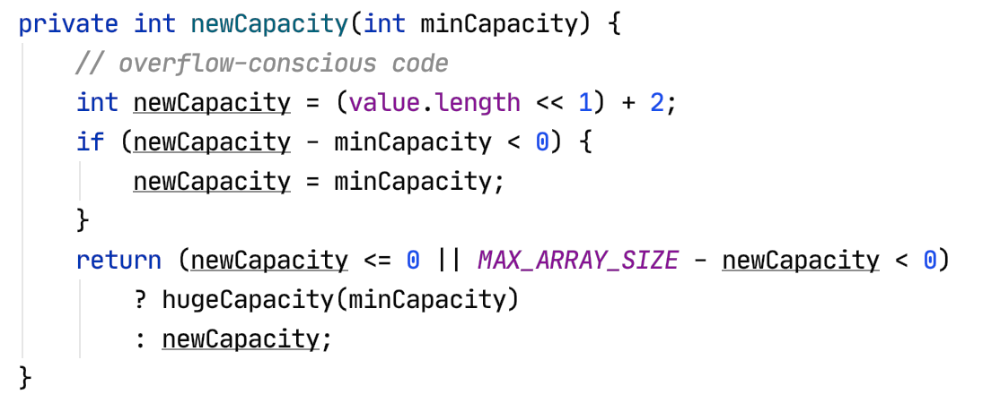 private int newCapacity(int minCapacity) {
    // overflow-conscious code
    int newCapacity = (value.length << 1) + 2;
    if (newCapacity - minCapacity < 0) {
        newCapacity = minCapacity;
    }
    return (newCapacity <= 0 || MAX_ARRAY_SIZE - newCapacity < 0)
        ? hugeCapacity(minCapacity)
        : newCapacity;
}